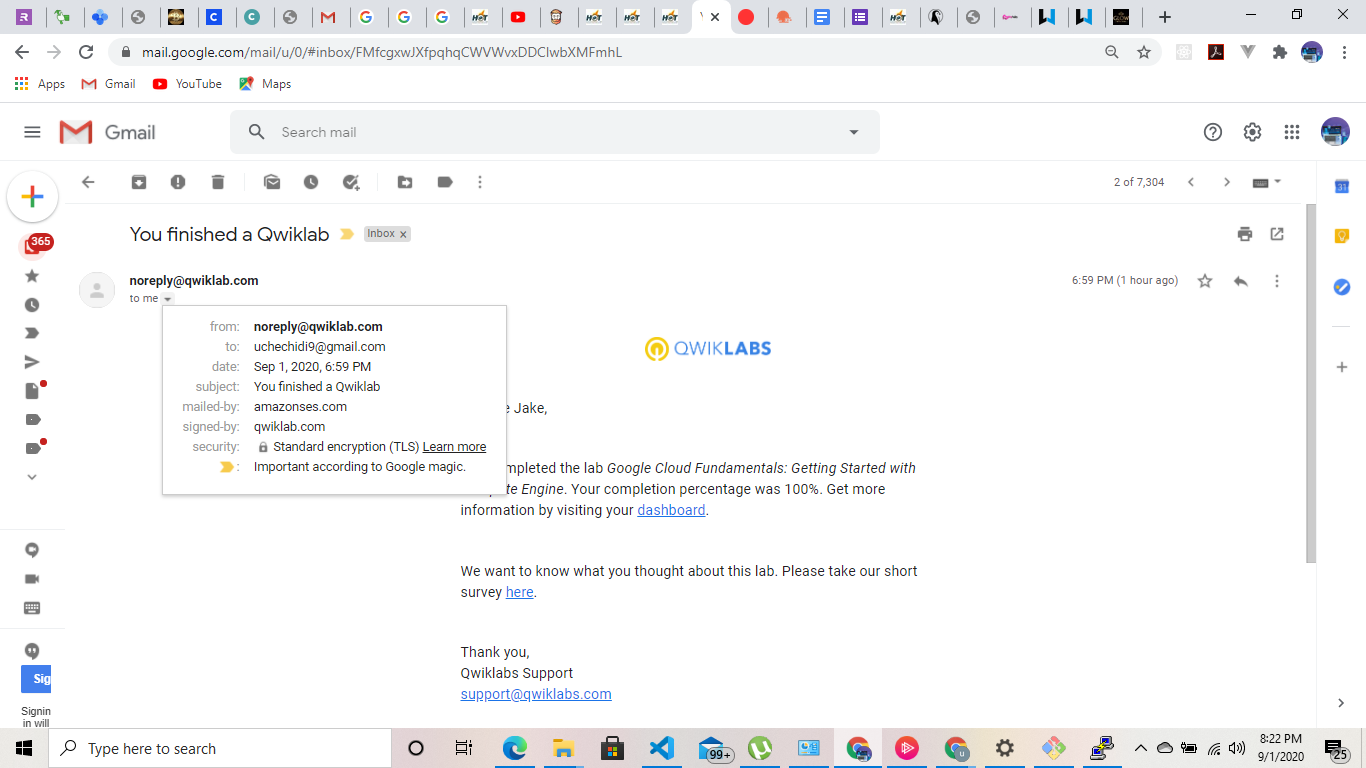 mail.google.com/mail/u/0/#inbox/FMfcgxwJXfpqhqCWVWvxDDClwbXMFmhL
Apps
Gmail
YouTube
Maps
Gmail
Search mail
2 of 7,304
365
You finished a Qwiklab
Inbox x
noreply@qwiklab.com
6:59 PM (1 hour ago)
to me
from: noreply@qwiklab.com
to: uchechidi9@gmail.com
date: Sep 1, 2020, 6:59 PM
subject: You finished a Qwiklab
mailed-by: amazonses.com
signed-by: qwiklab.com
security: Standard encryption (TLS) Learn more
: Important according to Google magic.
QWIKLABS
Jake,
the lab Google Cloud Fundamentals: Getting Started with
Engine. Your completion percentage was 100%. Get more
information by visiting your dashboard.
We want to know what you thought about this lab. Please take our short
survey here.
Thank you,
Qwiklabs Support
support@qwiklabs.com
Sig
Signin
in will
Type here to search
99+
8:22 PM
9/1/2020
25